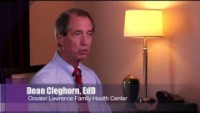 Dean Cleghorn, EdD
Greater Lawrence Family Health Center